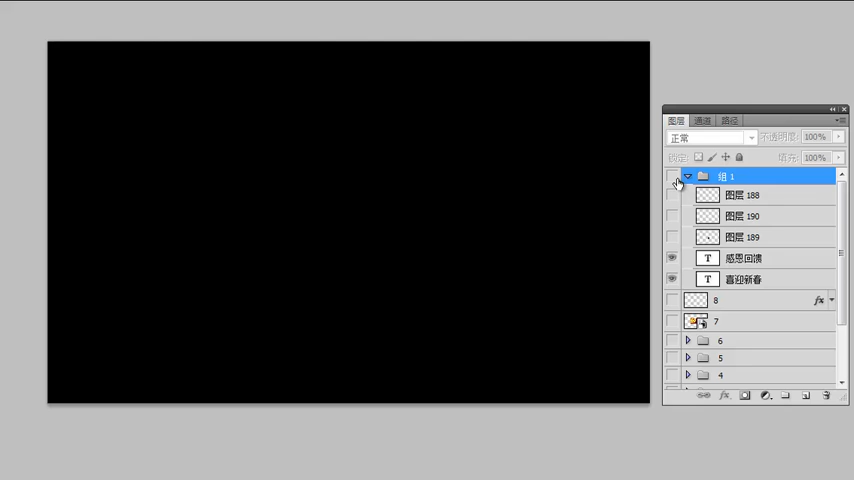 图层 通道 路径
正常 不透明度: 100%
锁定: 填充: 100%
组 1
图层 188
图层 190
图层 189
T 感恩回馈
T 喜迎新春
8 fx
7
6
5
4
fx